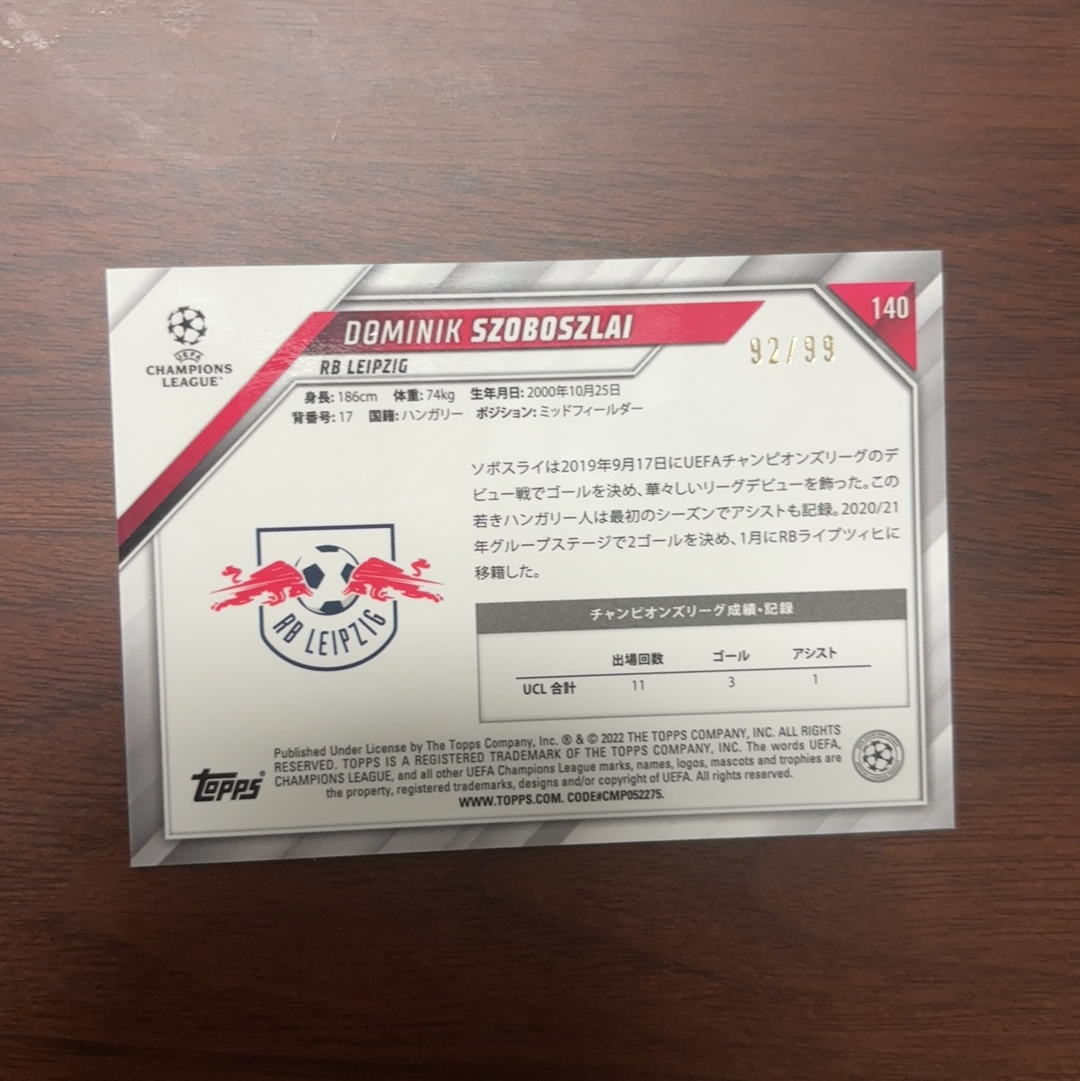 UEFA
CHAMPIONS
LEAGUE
DOMINIK SZOBOSZLAI
140
RB LEIPZIG
92/99
身長: 186cm 体重: 74kg 生年月日: 2000年10月25日
背番号: 17 国籍: ハンガリー ポジション: ミッドフィールダー
ソボスライは2019年9月17日にUEFAチャンピオンズリーグのデ
ビュー戦でゴールを決め、華々しいリーグデビューを飾った。この
若きハンガリー人は最初のシーズンでアシストも記録。2020/21
年グループステージで2ゴールを決め、1月にRBライプツィヒに
移籍した。
RB LEIPZIG
チャンピオンズリーグ成績・記録
出場回数 ゴール アシスト
UCL 合計 11 3 1
Topps®
Published Under License by The Topps Company, Inc. ® & © 2022 THE TOPPS COMPANY, INC. ALL RIGHTS
RESERVED. TOPPS IS A REGISTERED TRADEMARK OF THE TOPPS COMPANY, INC. The words UEFA,
CHAMPIONS LEAGUE, and all other UEFA Champions League marks, names, logos, mascots and trophies are
the property, registered trademarks, designs and/or copyright of UEFA. All rights reserved.
WWW.TOPPS.COM. CODE#CMP052275.